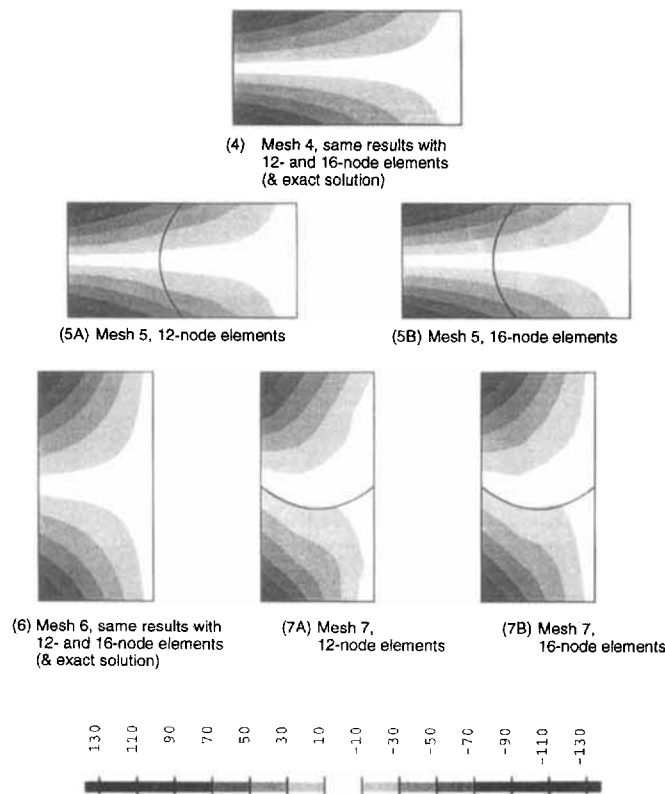 (4) Mesh 4, same results with
12- and 16-node elements
(& exact solution)
(5A) Mesh 5, 12-node elements
(5B) Mesh 5, 16-node elements
(6) Mesh 6, same results with
12- and 16-node elements
(& exact solution)
(7A) Mesh 7,
12-node elements
(7B) Mesh 7,
16-node elements
130 110 90 70 50 30 10 -10 -30 -50 -70 -90 -110 -130